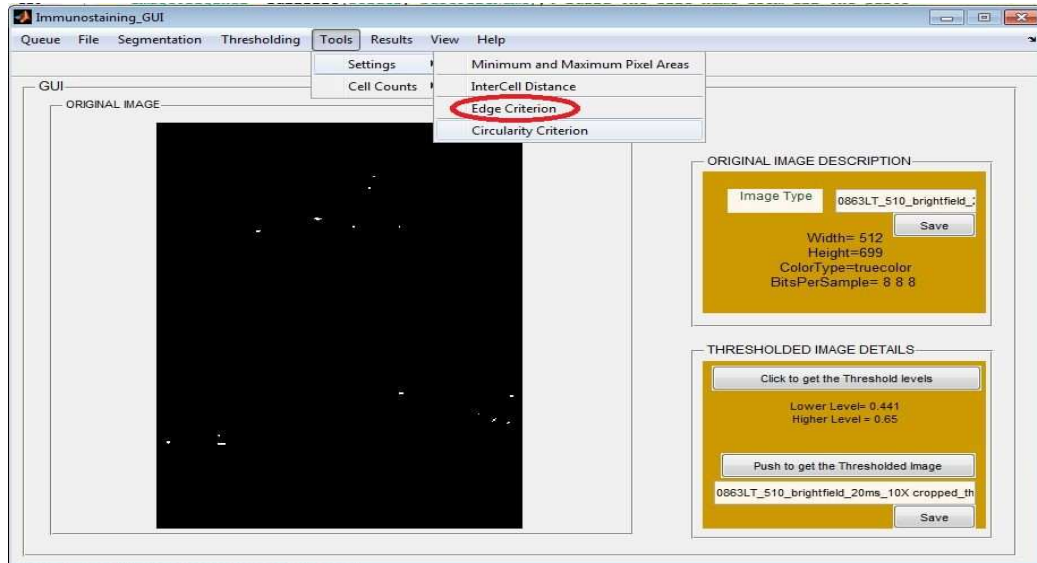 Immunostaining_GUI
Queue File Segmentation Thresholding Tools Results View Help
Settings
Cell Counts
Minimum and Maximum Pixel Areas
InterCell Distance
Edge Criterion
Circularity Criterion
GUI
ORIGINAL IMAGE
ORIGINAL IMAGE DESCRIPTION
Image Type
0863LT_510_brightfield_
Save
Width= 512
Height=699
ColorType=truecolor
BitsPerSample= 8 8 8
THRESHOLDED IMAGE DETAILS
Click to get the Threshold levels
Lower Level= 0.441
Higher Level = 0.65
Push to get the Thresholded Image
0863LT_510_brightfield_20ms_10X cropped_th
Save